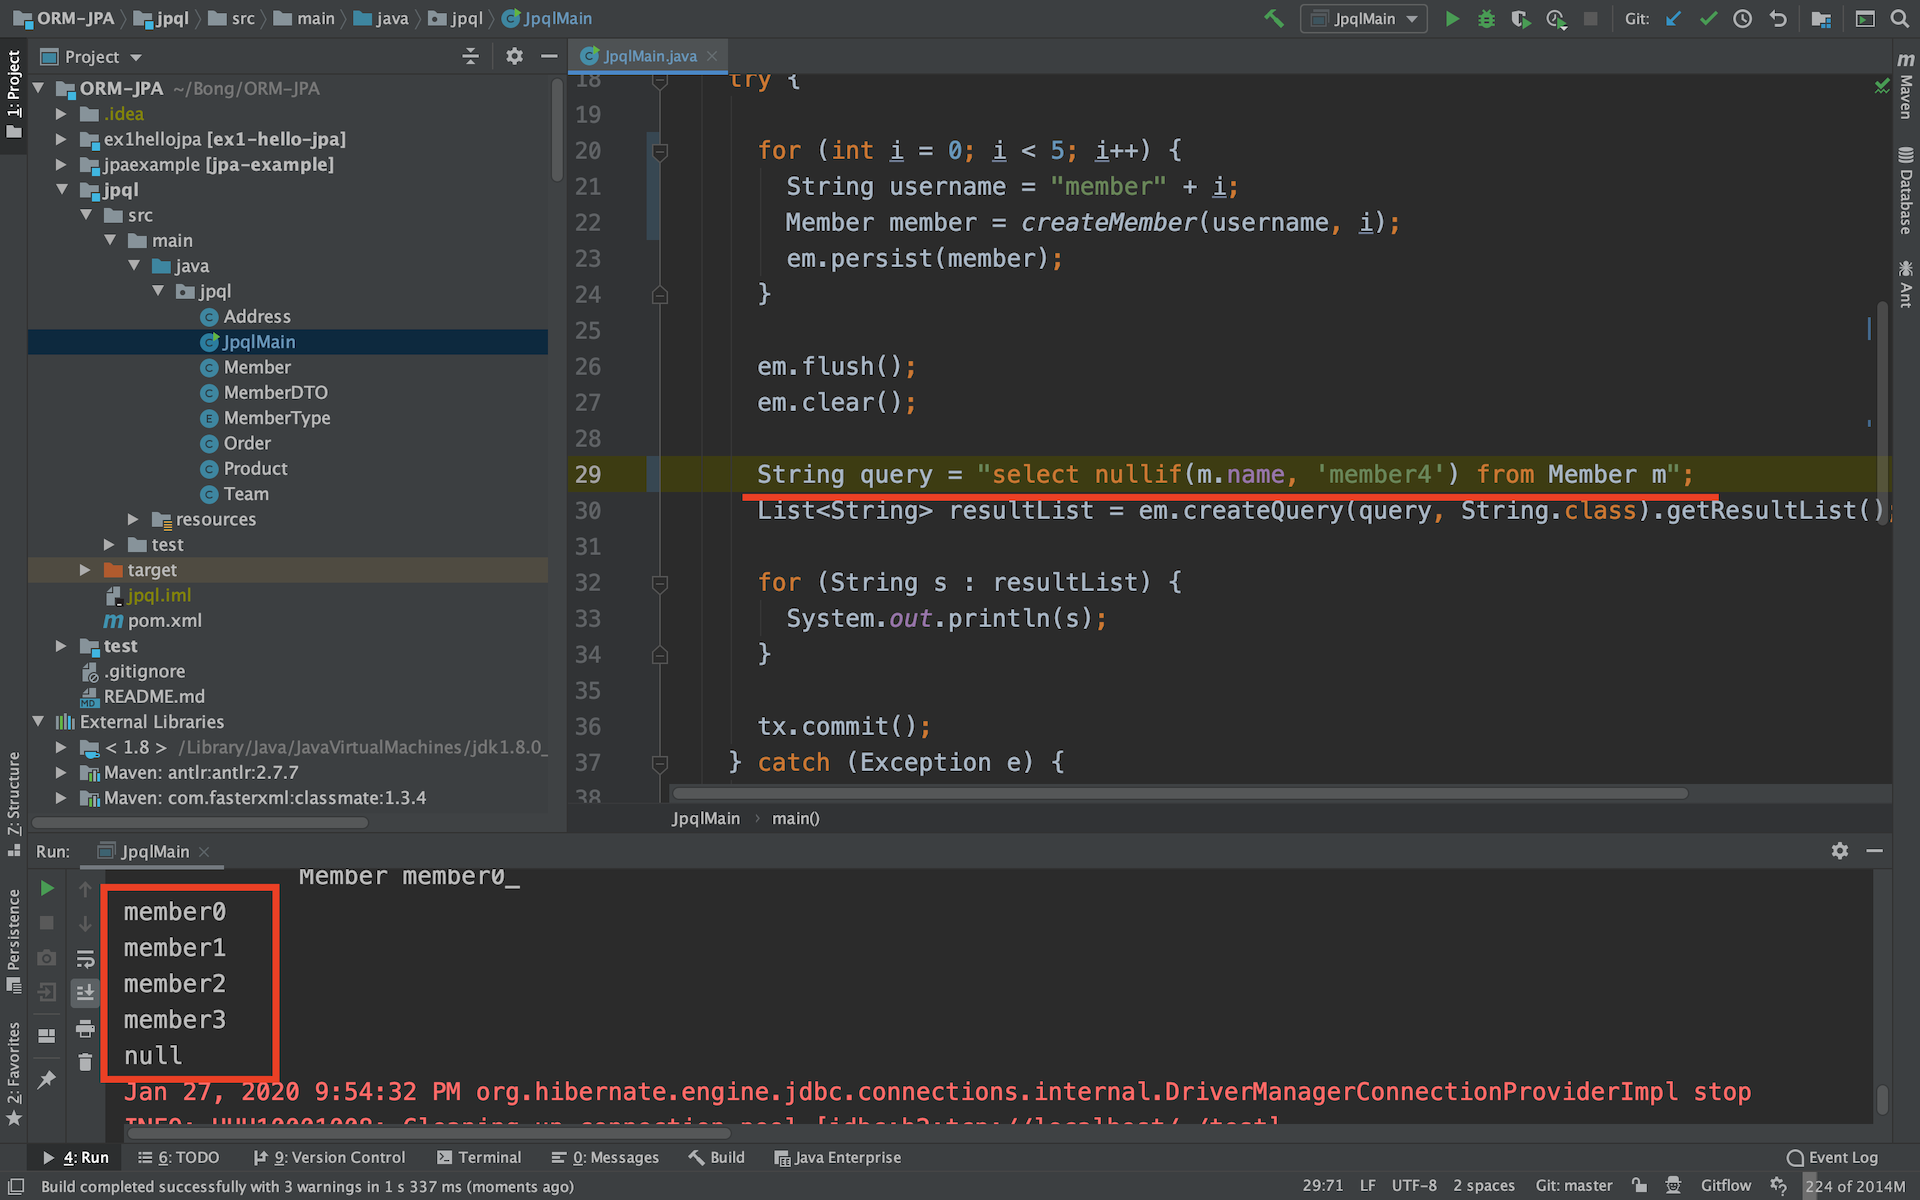 ORM-JPA jpql src main java jpql JpqlMain
JpqlMain
Git:
1: Project
Project
ORM-JPA ~/Bong/ORM-JPA
.idea
ex1hellojpa [ex1-hello-jpa]
jpaexample [jpa-example]
jpql
src
main
java
jpql
Address
JpqlMain
Member
MemberDTO
MemberType
Order
Product
Team
resources
test
target
jpql.iml
pom.xml
test
.gitignore
README.md
External Libraries
< 1.8 > /Library/Java/JavaVirtualMachines/jdk1.8.0_
Maven: antlr:antlr:2.7.7
Maven: com.fasterxml:classmate:1.3.4
JpqlMain.java
18 try {
19
20 for (int i = 0; i < 5; i++) {
21 String username = "member" + i;
22 Member member = createMember(username, i);
23 em.persist(member);
24 }
25
26 em.flush();
27 em.clear();
28
29 String query = "select nullif(m.name, 'member4') from Member m";
30 List<String> resultList = em.createQuery(query, String.class).getResultList();
31
32 for (String s : resultList) {
33 System.out.println(s);
34 }
35
36 tx.commit();
37 } catch (Exception e) {
38
JpqlMain › main()
Maven
Database
Ant
Z: Structure
Persistence
2: Favorites
Run: JpqlMain
Member member0_
member0
member1
member2
member3
null
Jan 27, 2020 9:54:32 PM org.hibernate.engine.jdbc.connections.internal.DriverManagerConnectionProviderImpl stop
INFO: HHH10001008: Cleaning up connection pool [jdbc:h2:tcp://localhost/~/test]
4: Run 6: TODO 9: Version Control Terminal 0: Messages Build Java Enterprise Event Log
Build completed successfully with 3 warnings in 1 s 337 ms (moments ago) 29:71 LF UTF-8 2 spaces Git: master Gitflow 224 of 2014M